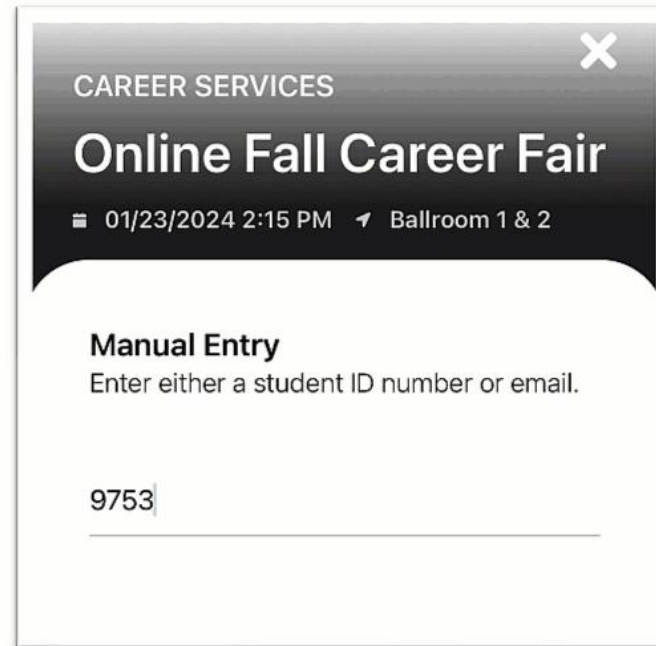 CAREER SERVICES
Online Fall Career Fair
01/23/2024 2:15 PM Ballroom 1 & 2
Manual Entry
Enter either a student ID number or email.
9753